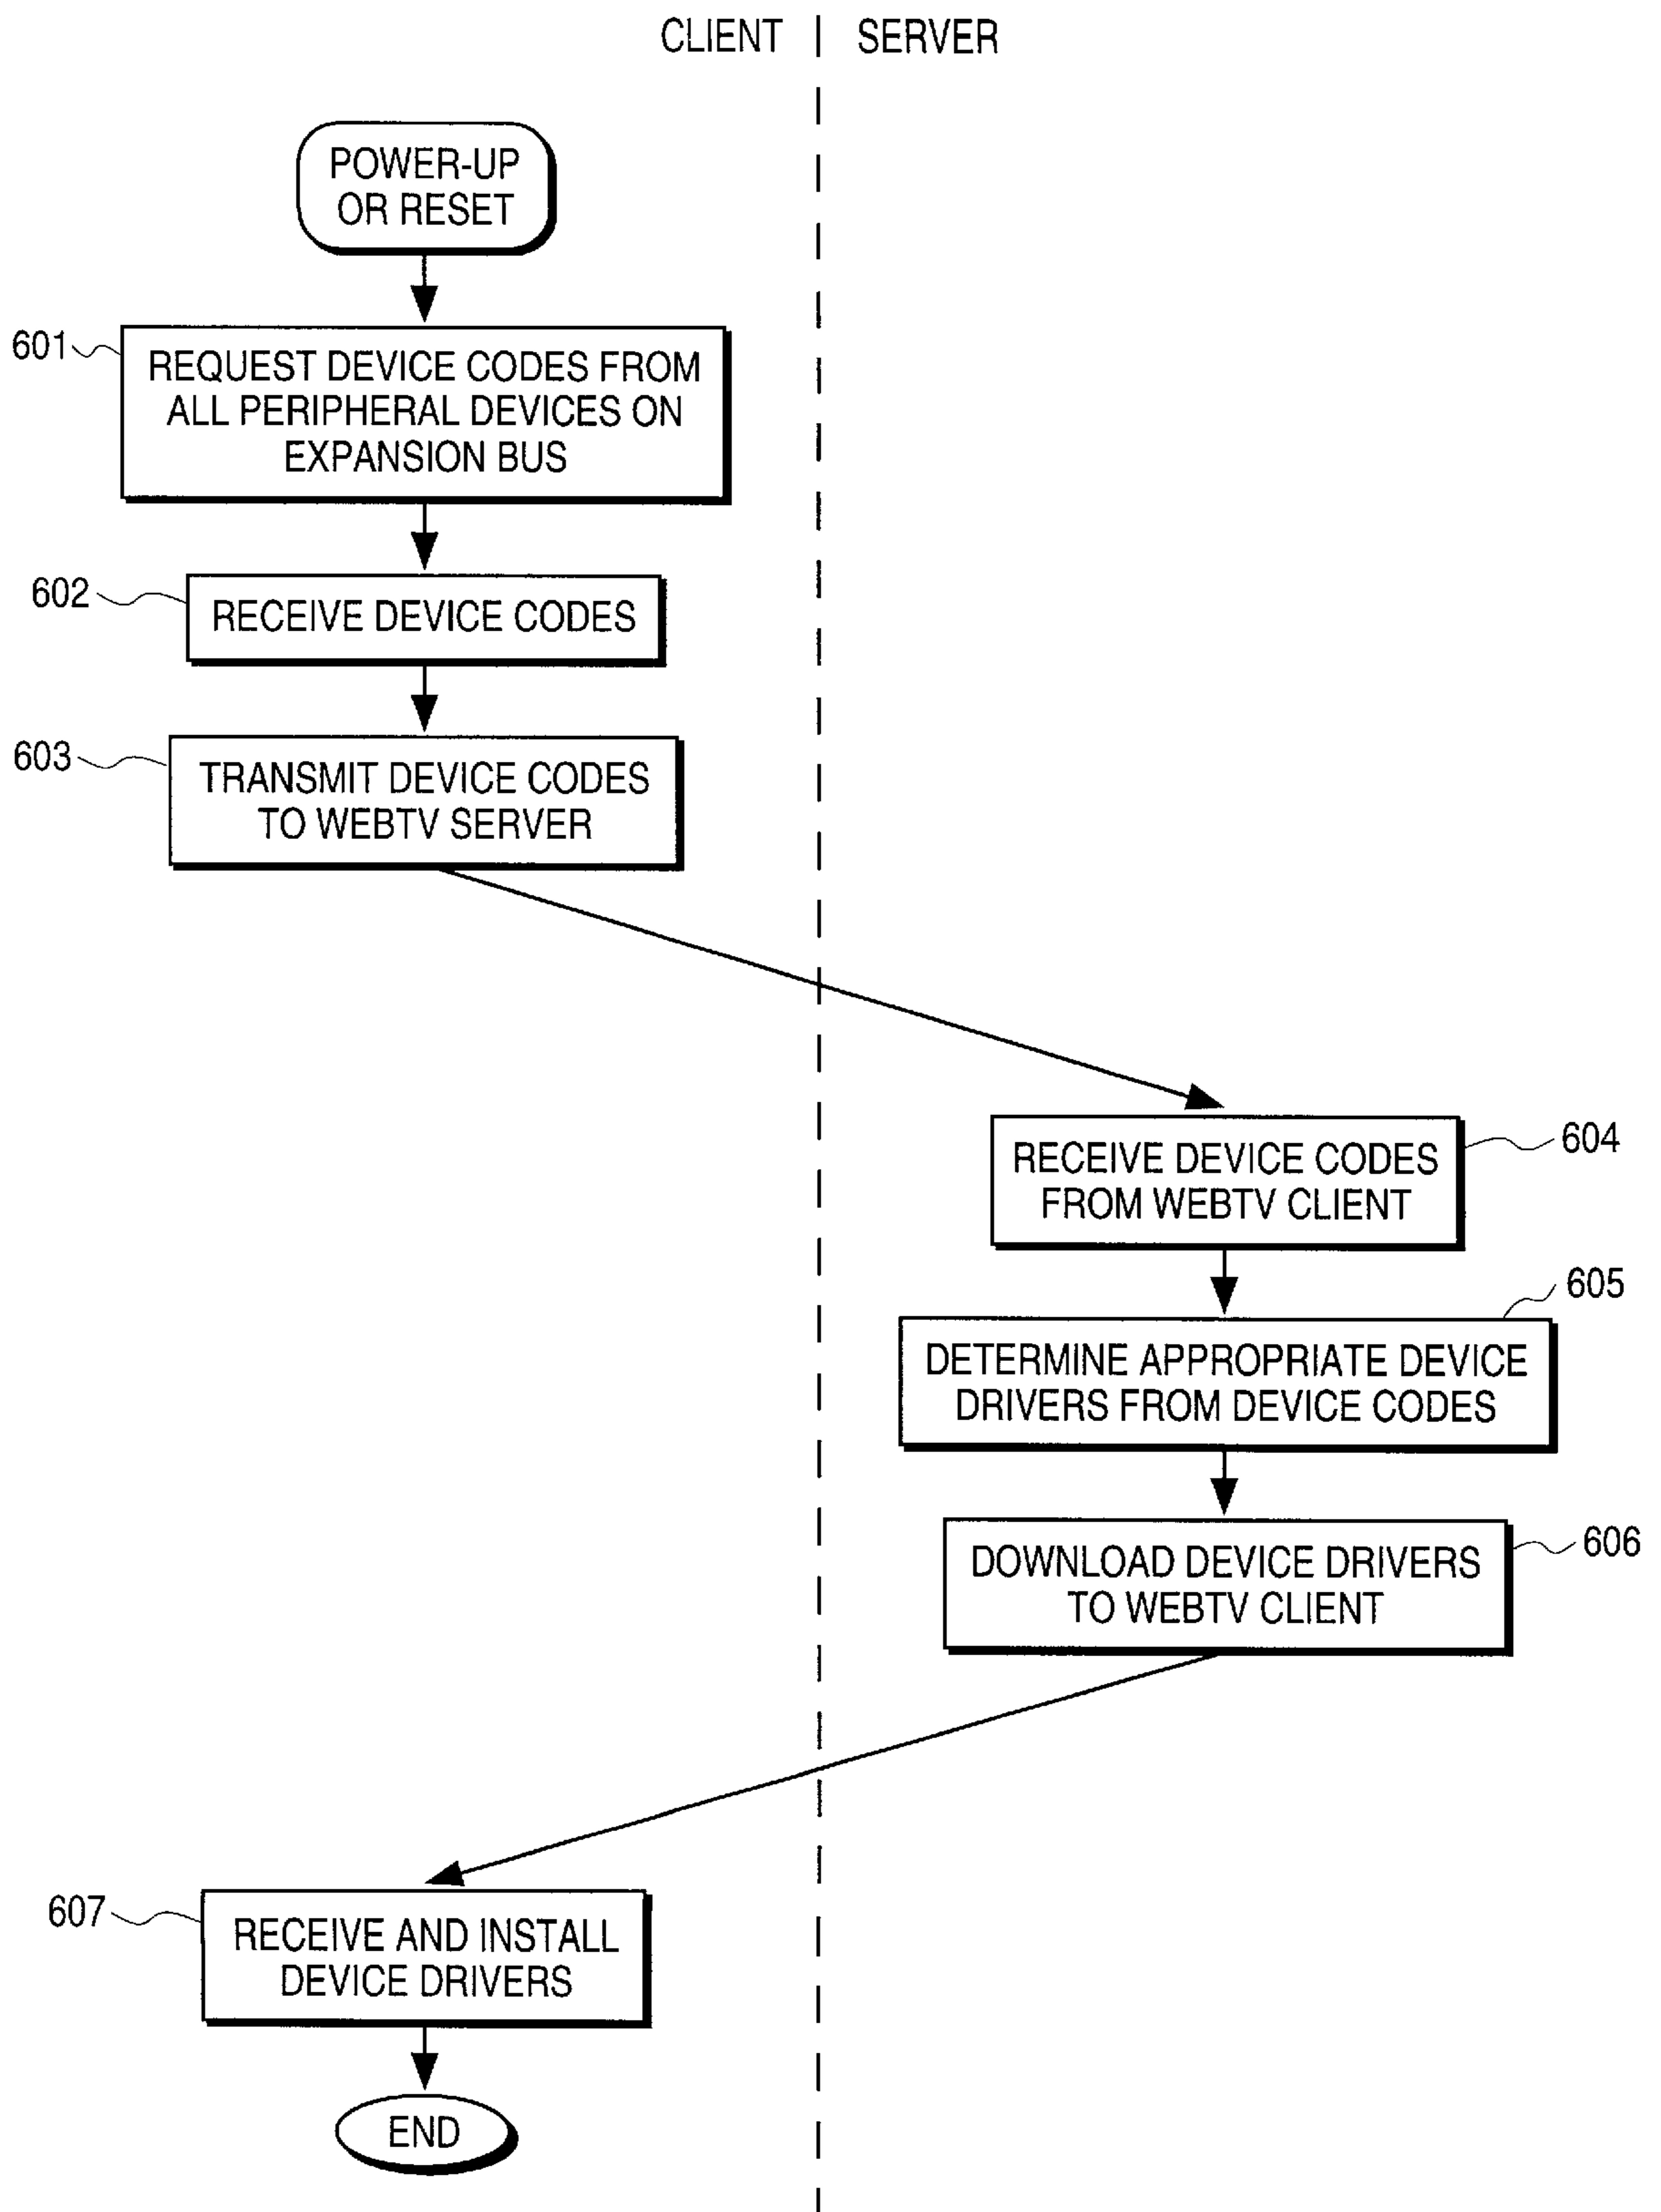 CLIENT | SERVER
POWER-UP
OR RESET
601
REQUEST DEVICE CODES FROM
ALL PERIPHERAL DEVICES ON
EXPANSION BUS
602
RECEIVE DEVICE CODES
603
TRANSMIT DEVICE CODES
TO WEBTV SERVER
604
RECEIVE DEVICE CODES
FROM WEBTV CLIENT
605
DETERMINE APPROPRIATE DEVICE
DRIVERS FROM DEVICE CODES
606
DOWNLOAD DEVICE DRIVERS
TO WEBTV CLIENT
607
RECEIVE AND INSTALL
DEVICE DRIVERS
END